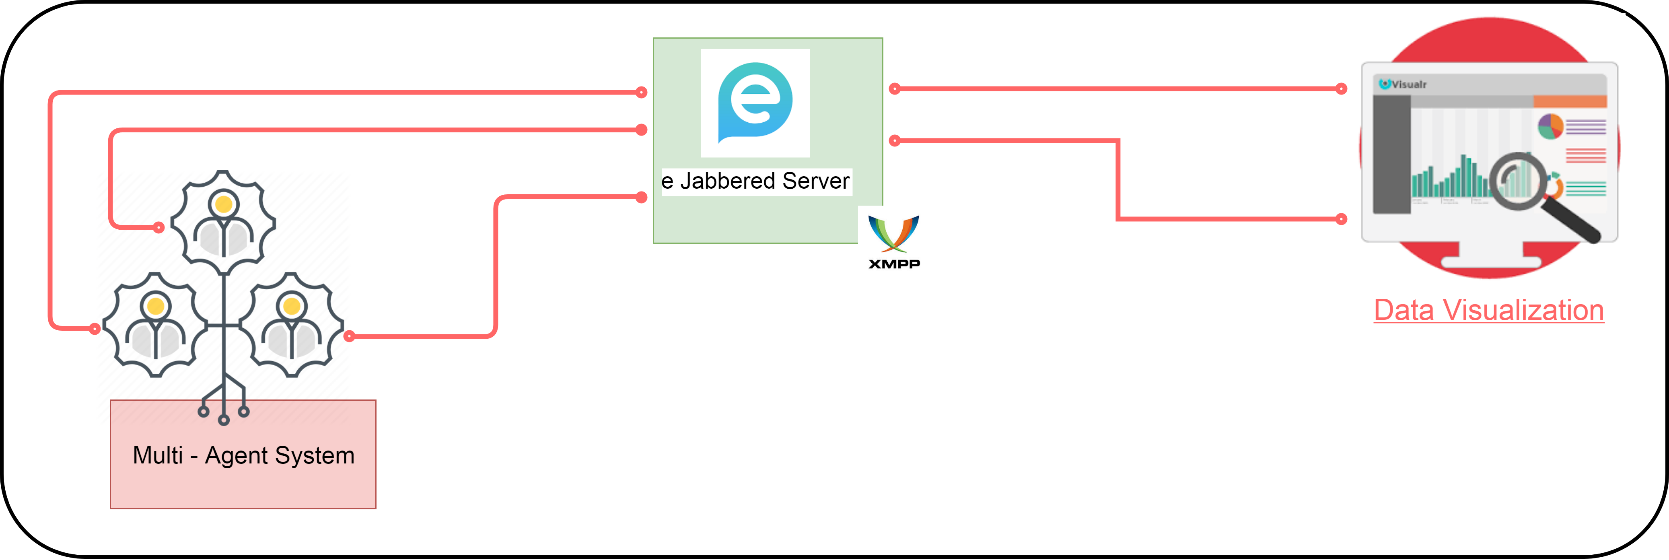 Visualr
e Jabbered Server
XMPP
Data Visualization
Multi - Agent System